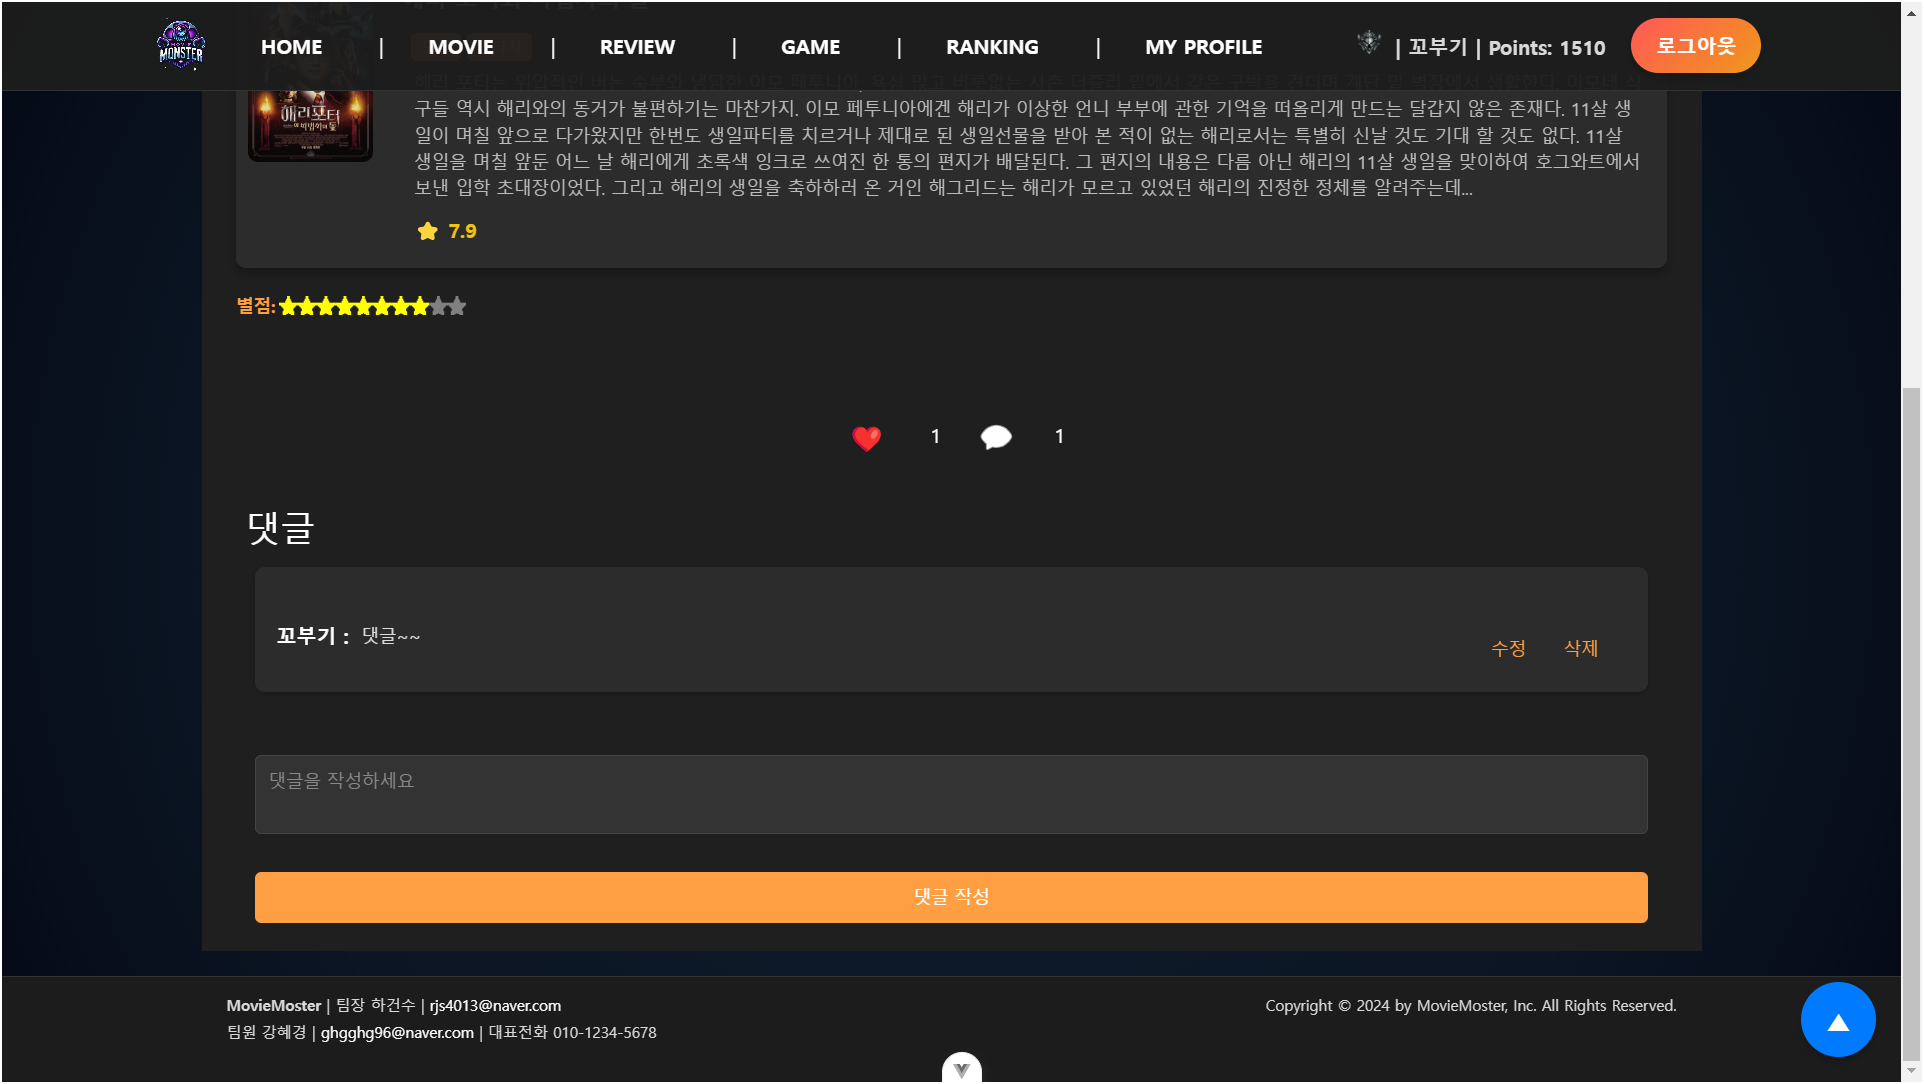 MONSTER
HOME | MOVIE | REVIEW | GAME | RANKING | MY PROFILE
| 꼬부기 | Points: 1510
로그아웃
해리포터
구들 역시 해리와의 동거가 불편하기는 마찬가지. 이모 페투니아에겐 해리가 이상한 언니 부부에 관한 기억을 떠올리게 만드는 달갑지 않은 존재다. 11살 생
일이 며칠 앞으로 다가왔지만 한번도 생일파티를 치르거나 제대로 된 생일선물을 받아 본 적이 없는 해리로서는 특별히 신날 것도 기대 할 것도 없다. 11살
생일을 며칠 앞둔 어느 날 해리에게 초록색 잉크로 쓰여진 한 통의 편지가 배달된다. 그 편지의 내용은 다름 아닌 해리의 11살 생일을 맞이하여 호그와트에서
보낸 입학 초대장이었다. 그리고 해리의 생일을 축하하러 온 거인 해그리드는 해리가 모르고 있었던 해리의 진정한 정체를 알려주는데...
7.9
별점:
1 1
댓글
꼬부기 : 댓글~~
수정 삭제
댓글을 작성하세요
댓글 작성
MovieMoster | 팀장 하건수 | rjs4013@naver.com
팀원 강혜경 | ghgghg96@naver.com | 대표전화 010-1234-5678
Copyright © 2024 by MovieMoster, Inc. All Rights Reserved.